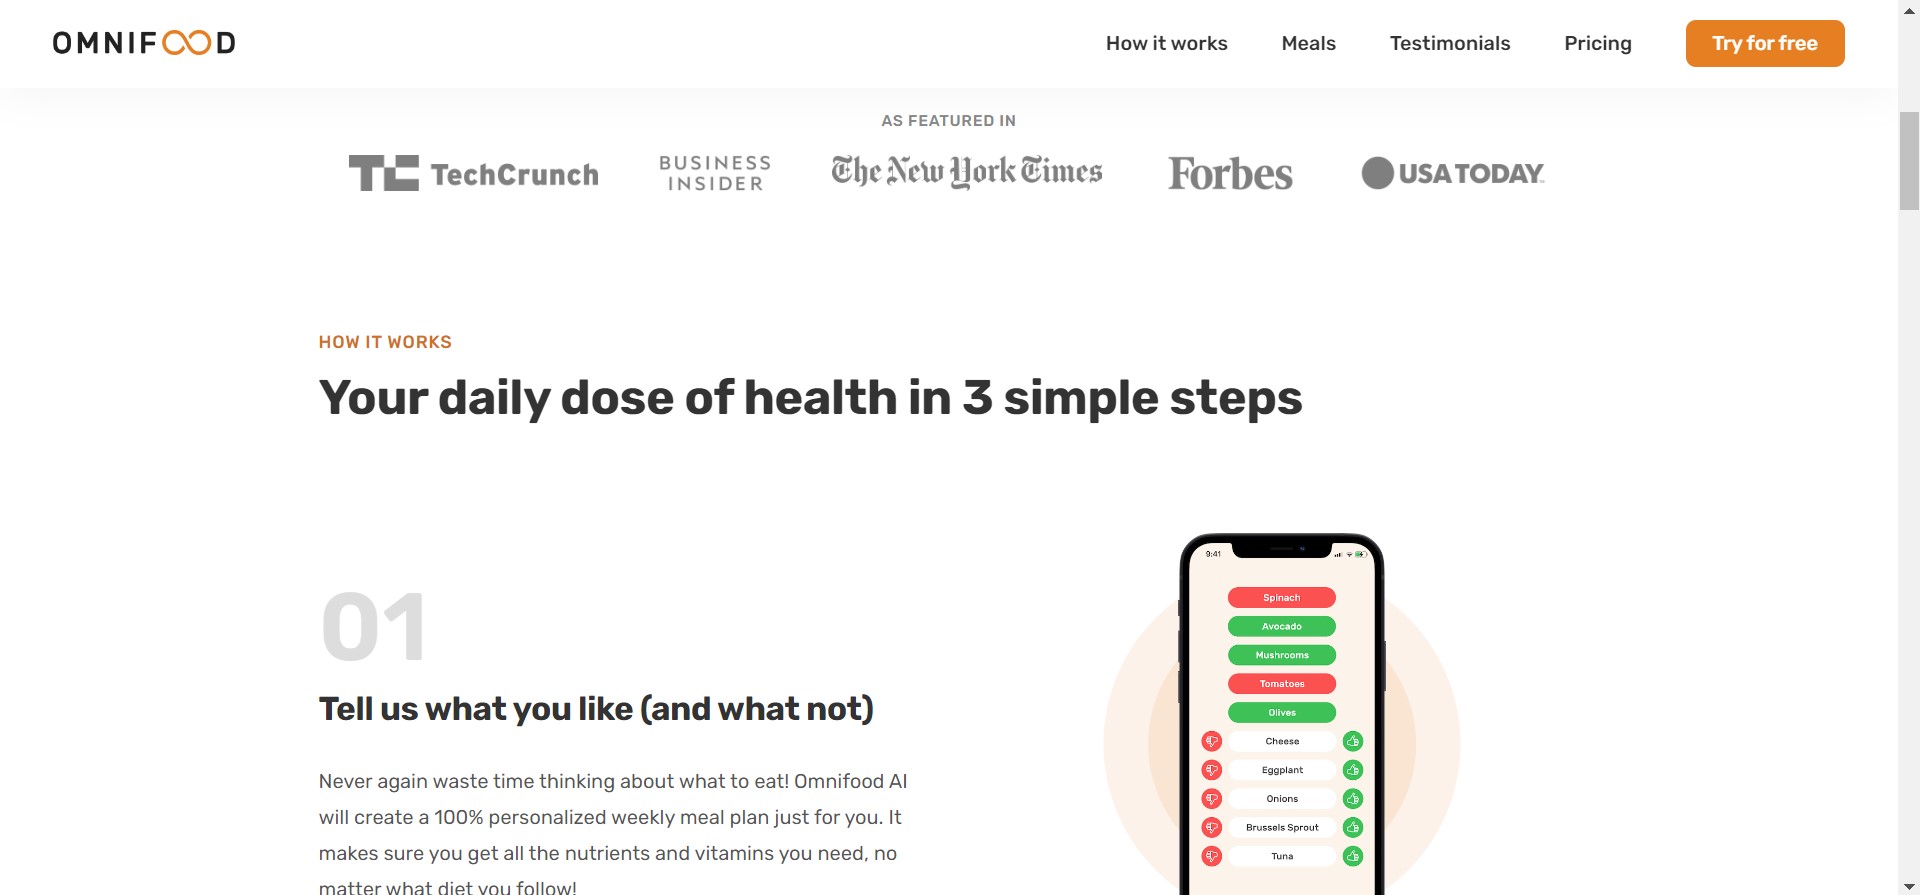 OMNIFOOD
How it works
Meals
Testimonials
Pricing
Try for free
AS FEATURED IN
TC TechCrunch
BUSINESS
INSIDER
The New York Times
Forbes
USA TODAY
HOW IT WORKS
Your daily dose of health in 3 simple steps
01
Tell us what you like (and what not)
Never again waste time thinking about what to eat! Omnifood AI
will create a 100% personalized weekly meal plan just for you. It
makes sure you get all the nutrients and vitamins you need, no
matter what diet you follow!
9:41
Spinach
Avocado
Mushrooms
Tomatoes
Olives
Cheese
Eggplant
Onions
Brussels Sprout
Tuna